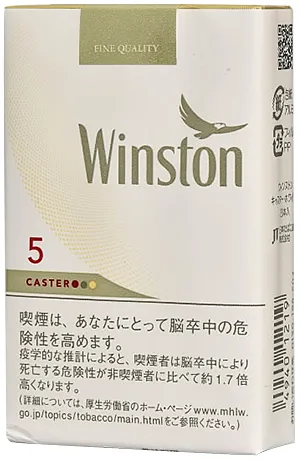 FINE QUALITY
Winston
5
CASTER
喫煙は、あなたにとって脳卒中の危
険性を高めます。
疫学的な推計によると、喫煙者は脳卒中により
死亡する危険性が非喫煙者に比べて約1.7倍
高くなります。
(詳細については、厚生労働省のホーム・ページ www.mhlw.
go.jp/topics/tobacco/main.htmlをご参照ください。)
PP
JT
4940 1219